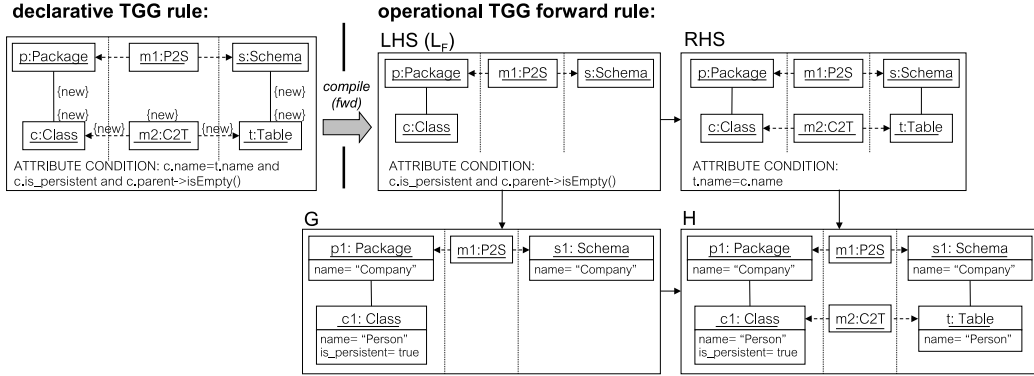 declarative TGG rule:
operational TGG forward rule:
p:Package
m1:P2S
s:Schema
{new}
{new}
{new}
{new}
{new}
{new}
{new}
c:Class
m2:C2T
t:Table
ATTRIBUTE CONDITION: c.name=t.name and
c.is_persistent and c.parent->isEmpty()
compile
(fwd)
LHS (L_F)
p:Package
m1:P2S
s:Schema
c:Class
ATTRIBUTE CONDITION:
c.is_persistent and c.parent->isEmpty()
RHS
p:Package
m1:P2S
s:Schema
c:Class
m2:C2T
t:Table
ATTRIBUTE CONDITION:
t.name=c.name
G
p1: Package
name= “Company”
m1:P2S
s1: Schema
name= “Company”
c1: Class
name= “Person”
is_persistent= true
H
p1: Package
name= “Company”
m1:P2S
s1: Schema
name= “Company”
c1: Class
name= “Person”
is_persistent= true
m2:C2T
t: Table
name= “Person”